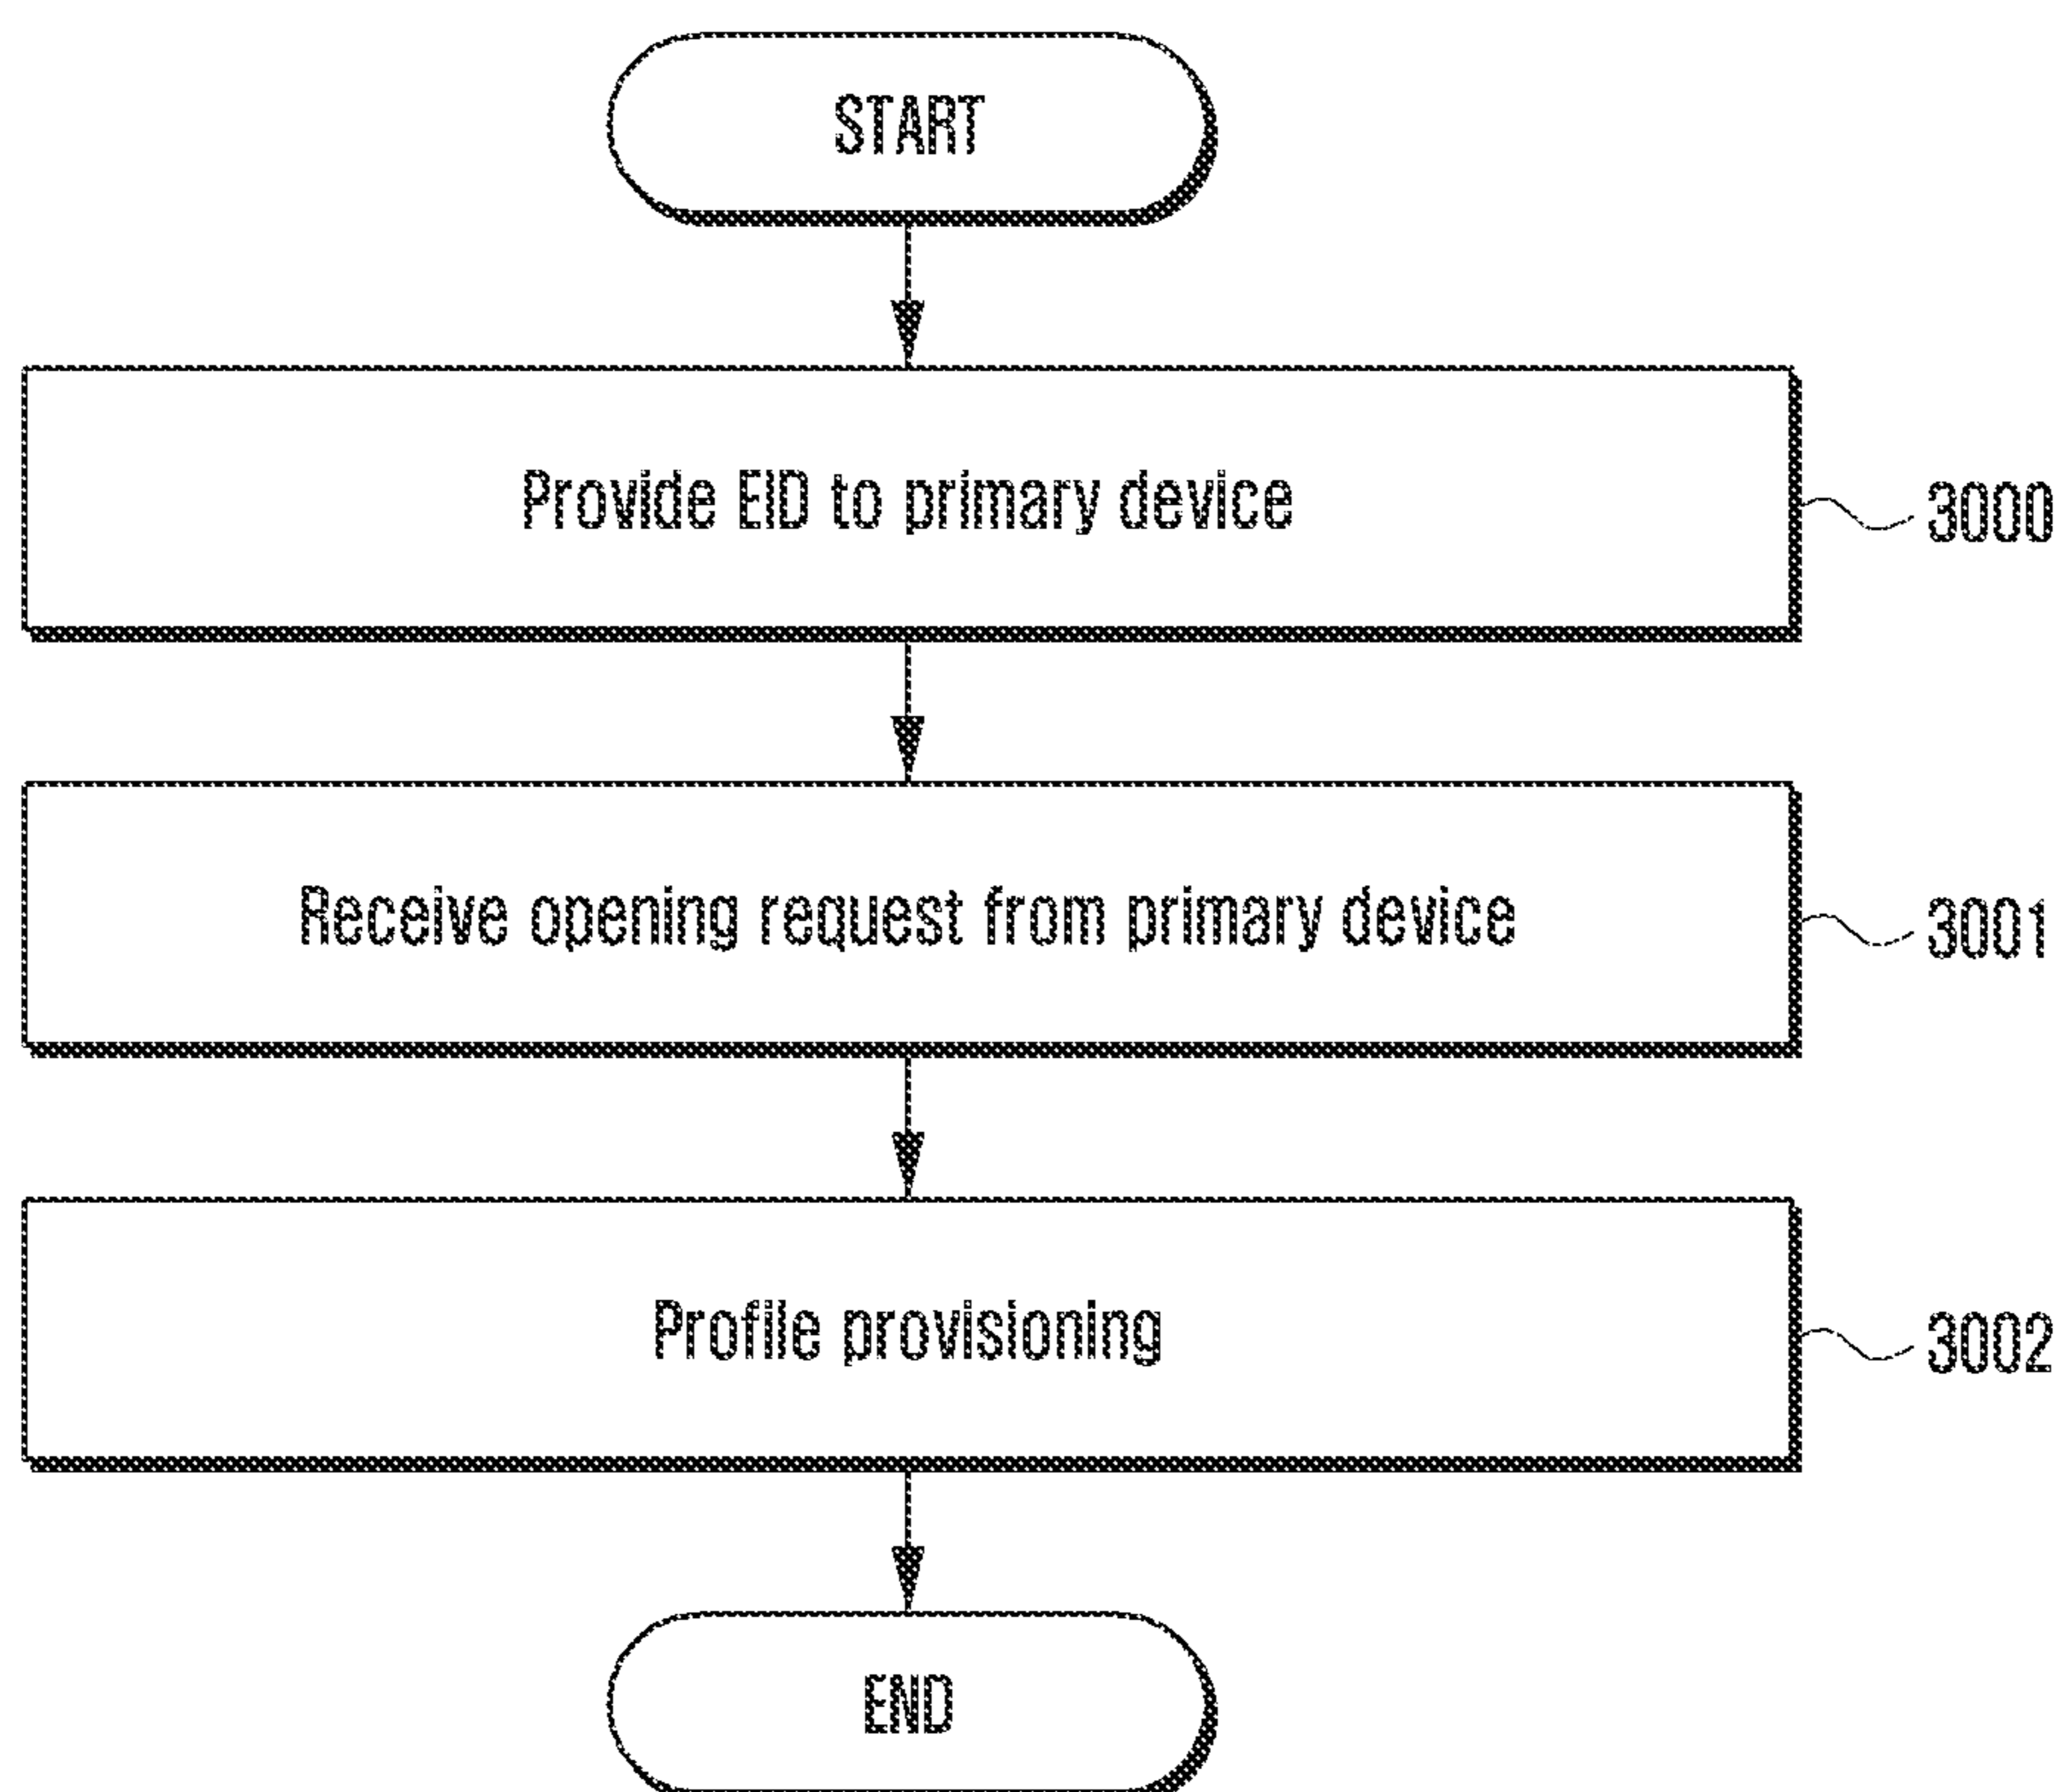 START
Provide EID to primary device
3000
Receive opening request from primary device
3001
Profile provisioning
3002
END